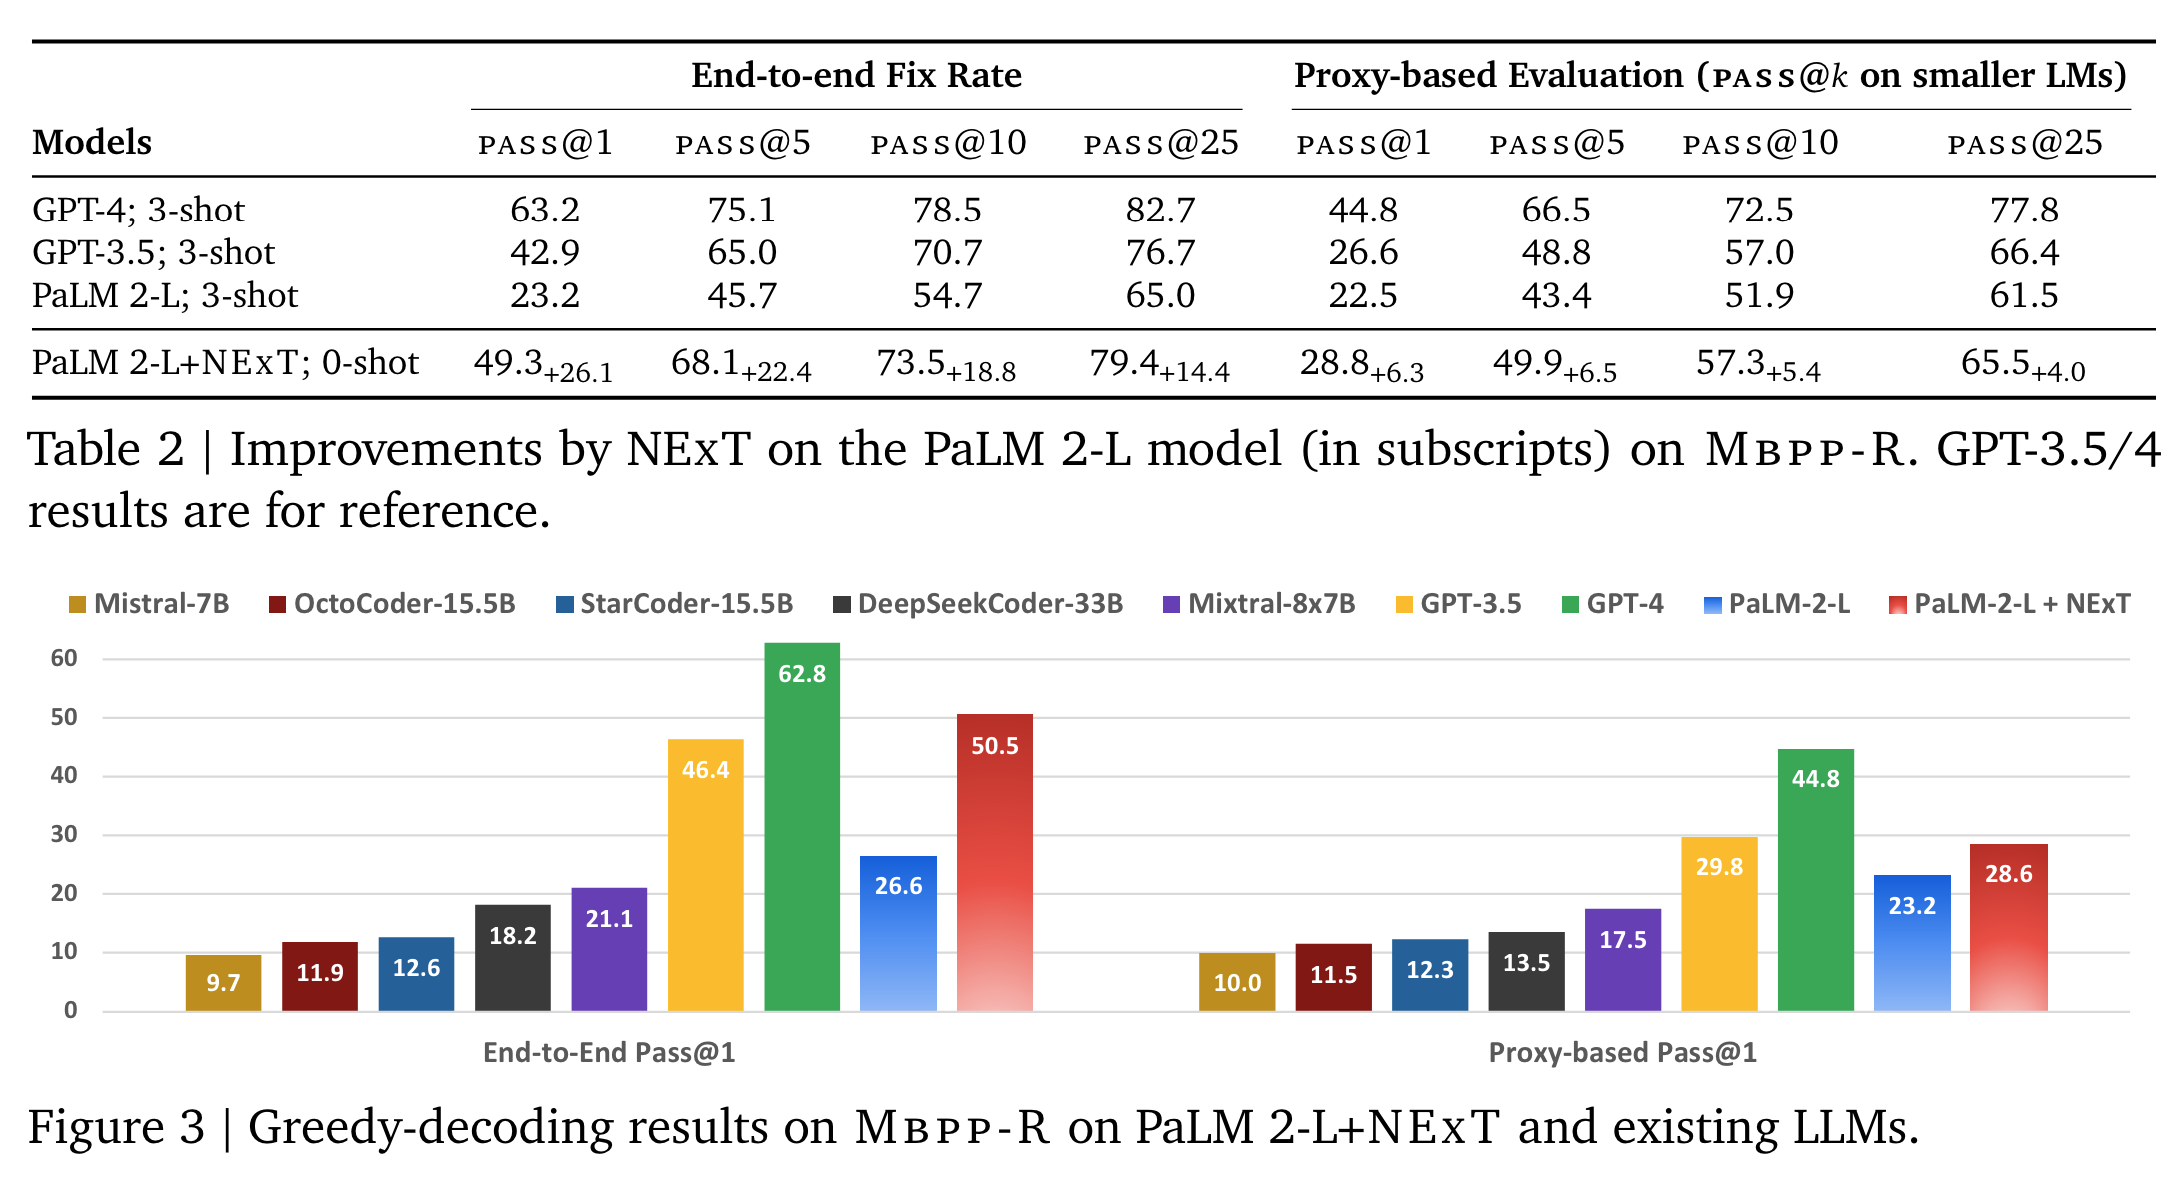 End-to-end Fix Rate Proxy-based Evaluation (PASS@k on smaller LMs)
Models PASS@1 PASS@5 PASS@10 PASS@25 PASS@1 PASS@5 PASS@10 PASS@25
GPT-4; 3-shot 63.2 75.1 78.5 82.7 44.8 66.5 72.5 77.8
GPT-3.5; 3-shot 42.9 65.0 70.7 76.7 26.6 48.8 57.0 66.4
PaLM 2-L; 3-shot 23.2 45.7 54.7 65.0 22.5 43.4 51.9 61.5
PaLM 2-L+NExT; 0-shot 49.3+26.1 68.1+22.4 73.5+18.8 79.4+14.4 28.8+6.3 49.9+6.5 57.3+5.4 65.5+4.0
Table 2 | Improvements by NExT on the PaLM 2-L model (in subscripts) on MBPP-R. GPT-3.5/4
results are for reference.
Mistral-7B OctoCoder-15.5B StarCoder-15.5B DeepSeekCoder-33B Mixtral-8x7B GPT-3.5 GPT-4 PaLM-2-L PaLM-2-L + NExT
60
50
40
30
20
10
0
9.7 11.9 12.6 18.2 21.1 46.4 62.8 26.6 50.5
10.0 11.5 12.3 13.5 17.5 29.8 44.8 23.2 28.6
End-to-End Pass@1 Proxy-based Pass@1
Figure 3 | Greedy-decoding results on MBPP-R on PaLM 2-L+NExT and existing LLMs.